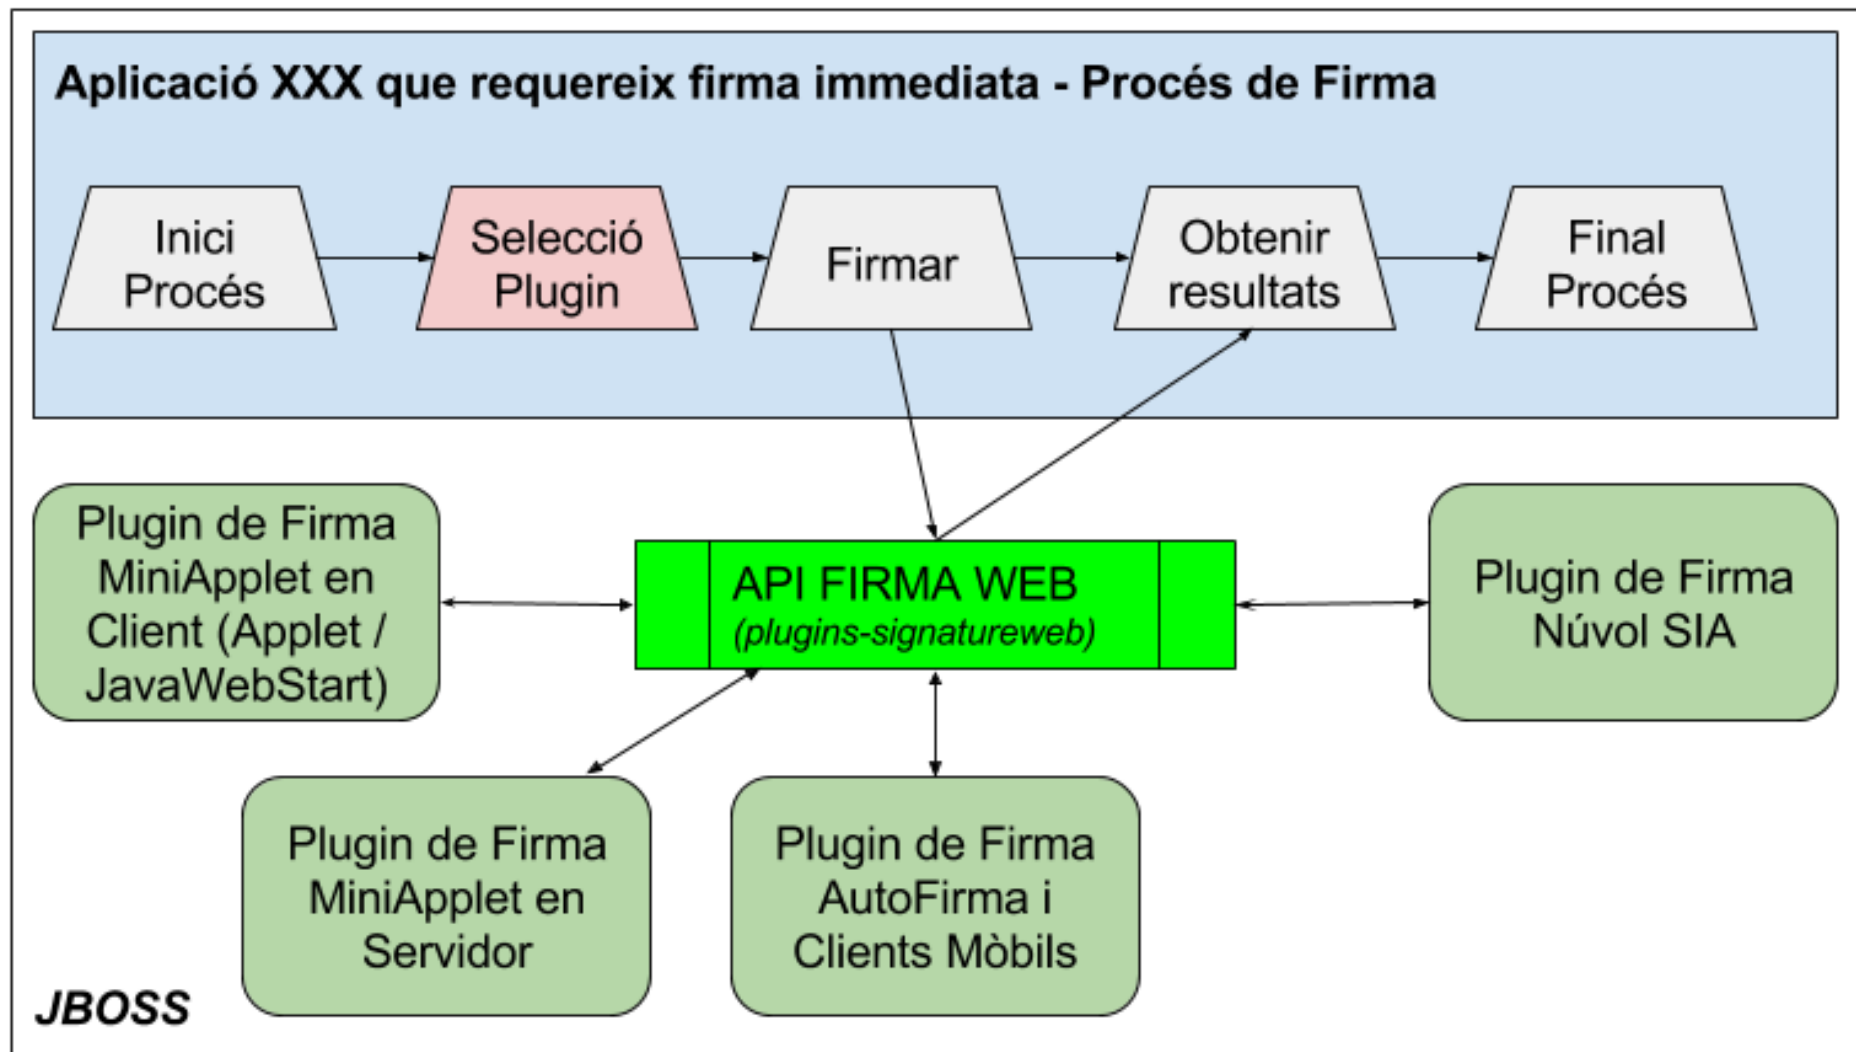 Aplicació XXX que requereix firma immediata - Procés de Firma
Inici
Procés
Selecció
Plugin
Firmar
Obtenir
resultats
Final
Procés
Plugin de Firma
MiniApplet en
Client (Applet /
JavaWebStart)
API FIRMA WEB
(plugins-signatureweb)
Plugin de Firma
Núvol SIA
Plugin de Firma
MiniApplet en
Servidor
Plugin de Firma
AutoFirma i
Clients Mòbils
JBOSS